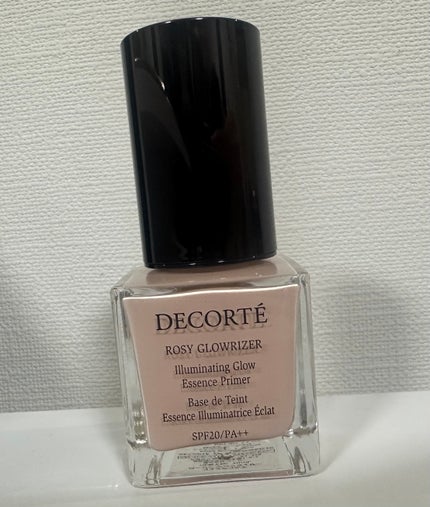 DECORTÉ
ROSY GLOWRIZER
Illuminating Glow
Essence Primer
Base de Teint
Essence Illuminatrice Éclat
SPF20/PA++